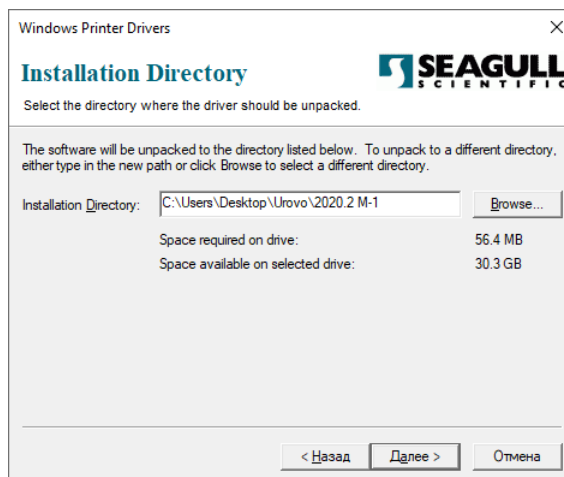 Windows Printer Drivers
Installation Directory
SEAGULL
SCIENTIFIC
Select the directory where the driver should be unpacked.
The software will be unpacked to the directory listed below. To unpack to a different directory,
either type in the new path or click Browse to select a different directory.
Installation Directory: C:\Users\Desktop\Urovo\2020.2 M-1 Browse...
Space required on drive: 56.4 MB
Space available on selected drive: 30.3 GB
< Назад Далее > Отмена